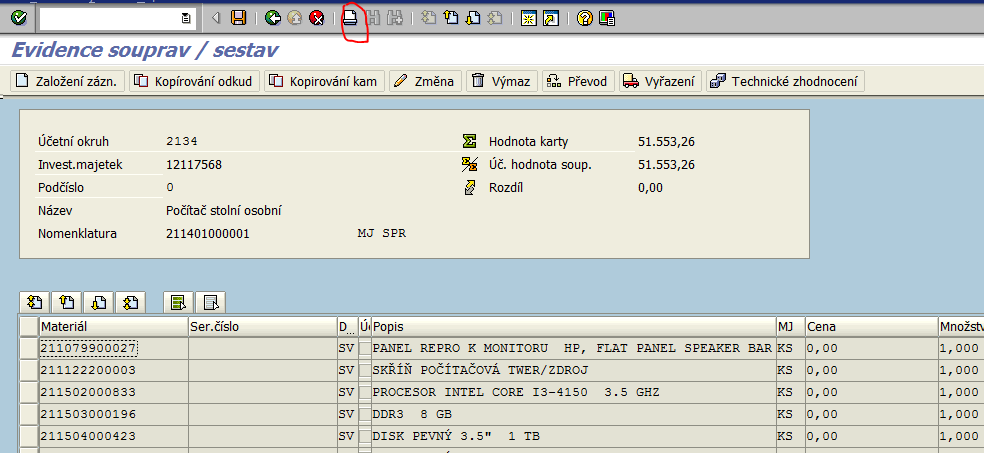 Evidence souprav / sestav
Založení zázn. Kopírování odkud Kopirování kam Změna Výmaz Převod Vyřazení Technické zhodnocení
Účetní okruh 2134 Hodnota karty 51.553,26
Invest.majetek 12117568 Úč. hodnota soup. 51.553,26
Podčíslo 0 Rozdíl 0,00
Název Počítač stolní osobní
Nomenklatura 211401000001 MJ SPR
Materiál Ser.číslo D... Úč Popis MJ Cena Množstv
211079900027 SV PANEL REPRO K MONITORU HP, FLAT PANEL SPEAKER BAR KS 0,00 1,000
211122200003 SV SKŘÍŇ POČÍTAČOVÁ TWER/ZDROJ KS 0,00 1,000
211502000833 SV PROCESOR INTEL CORE I3-4150 3.5 GHZ KS 0,00 1,000
211503000196 SV DDR3 8 GB KS 0,00 1,000
211504000423 SV DISK PEVNÝ 3.5" 1 TB KS 0,00 1,000